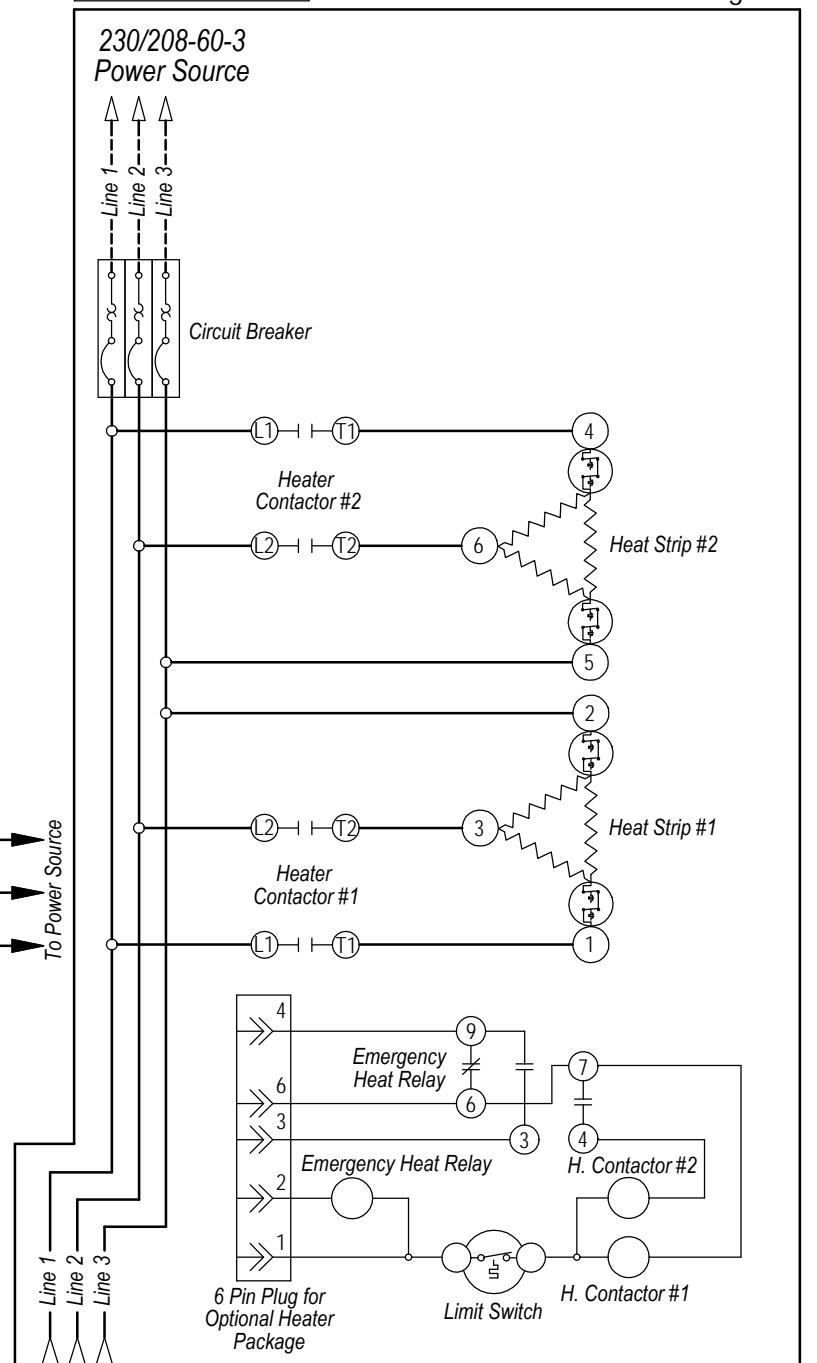 230/208-60-3
Power Source
Line 1
Line 2
Line 3
Circuit Breaker
L1
T1
4
Heater
Contactor #2
L2
T2
6
Heat Strip #2
5
2
L2
T2
3
Heat Strip #1
Heater
Contactor #1
L1
T1
1
To Power Source
4
9
Emergency
Heat Relay
7
6
6
3
3
4
Emergency Heat Relay
H. Contactor #2
2
1
Line 1
Line 2
Line 3
6 Pin Plug for
Optional Heater
Package
Limit Switch
H. Contactor #1